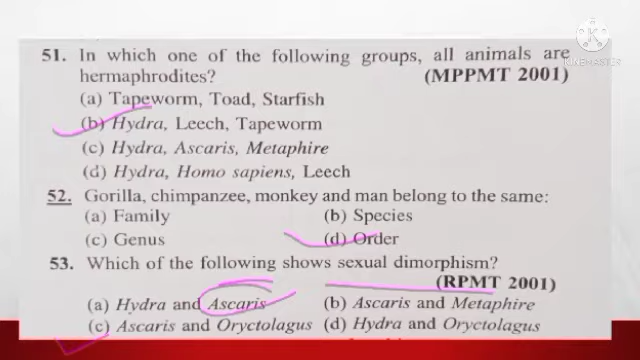 K
KINEMASTER
51. In which one of the following groups, all animals are
hermaphrodites? (MPPMT 2001)
(a) Tapeworm, Toad, Starfish
(b) Hydra, Leech, Tapeworm
(c) Hydra, Ascaris, Metaphire
(d) Hydra, Homo sapiens, Leech
52. Gorilla, chimpanzee, monkey and man belong to the same:
(a) Family (b) Species
(c) Genus (d) Order
53. Which of the following shows sexual dimorphism?
(RPMT 2001)
(a) Hydra and Ascaris (b) Ascaris and Metaphire
(c) Ascaris and Oryctolagus (d) Hydra and Oryctolagus